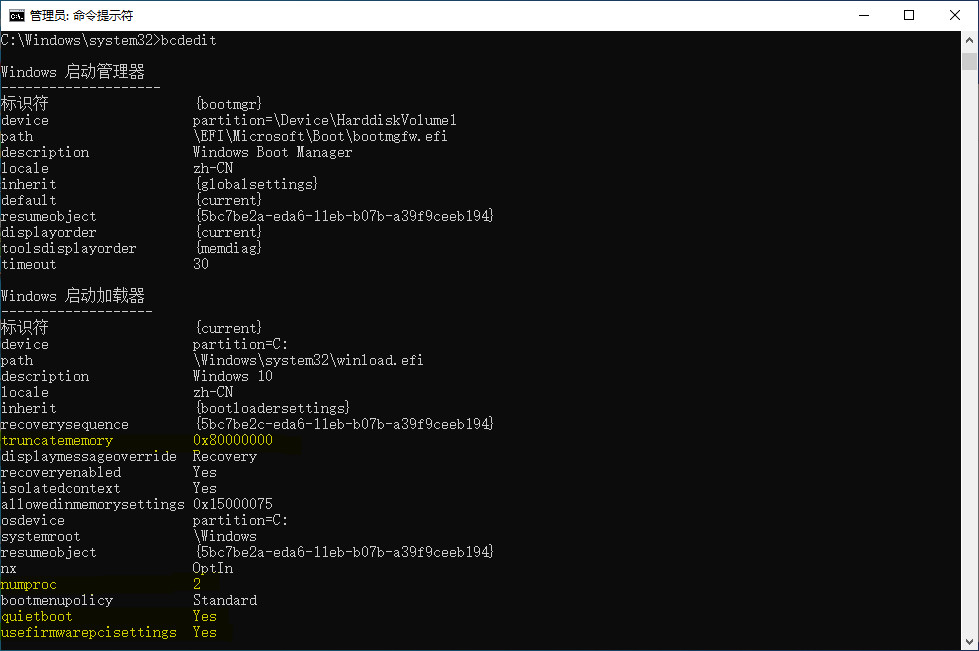 管理员: 命令提示符
C:\Windows\system32>bcdedit
Windows 启动管理器
--------------------
标识符                  {bootmgr}
device                  partition=\Device\HarddiskVolume1
path                    \EFI\Microsoft\Boot\bootmgfw.efi
description             Windows Boot Manager
locale                  zh-CN
inherit                 {globalsettings}
default                 {current}
resumeobject            {5bc7be2a-eda6-11eb-b07b-a39f9ceeb194}
displayorder            {current}
toolsdisplayorder       {memdiag}
timeout                 30
Windows 启动加载器
-------------------
标识符                  {current}
device                  partition=C:
path                    \Windows\system32\winload.efi
description             Windows 10
locale                  zh-CN
inherit                 {bootloadersettings}
recoverysequence        {5bc7be2c-eda6-11eb-b07b-a39f9ceeb194}
truncatememory          0x80000000
displaymessageoverride  Recovery
recoveryenabled         Yes
isolatedcontext         Yes
allowedinmemorysettings 0x15000075
osdevice                partition=C:
systemroot              \Windows
resumeobject            {5bc7be2a-eda6-11eb-b07b-a39f9ceeb194}
nx                      OptIn
numproc                 2
bootmenupolicy          Standard
quietboot               Yes
usefirmwarepcisettings  Yes